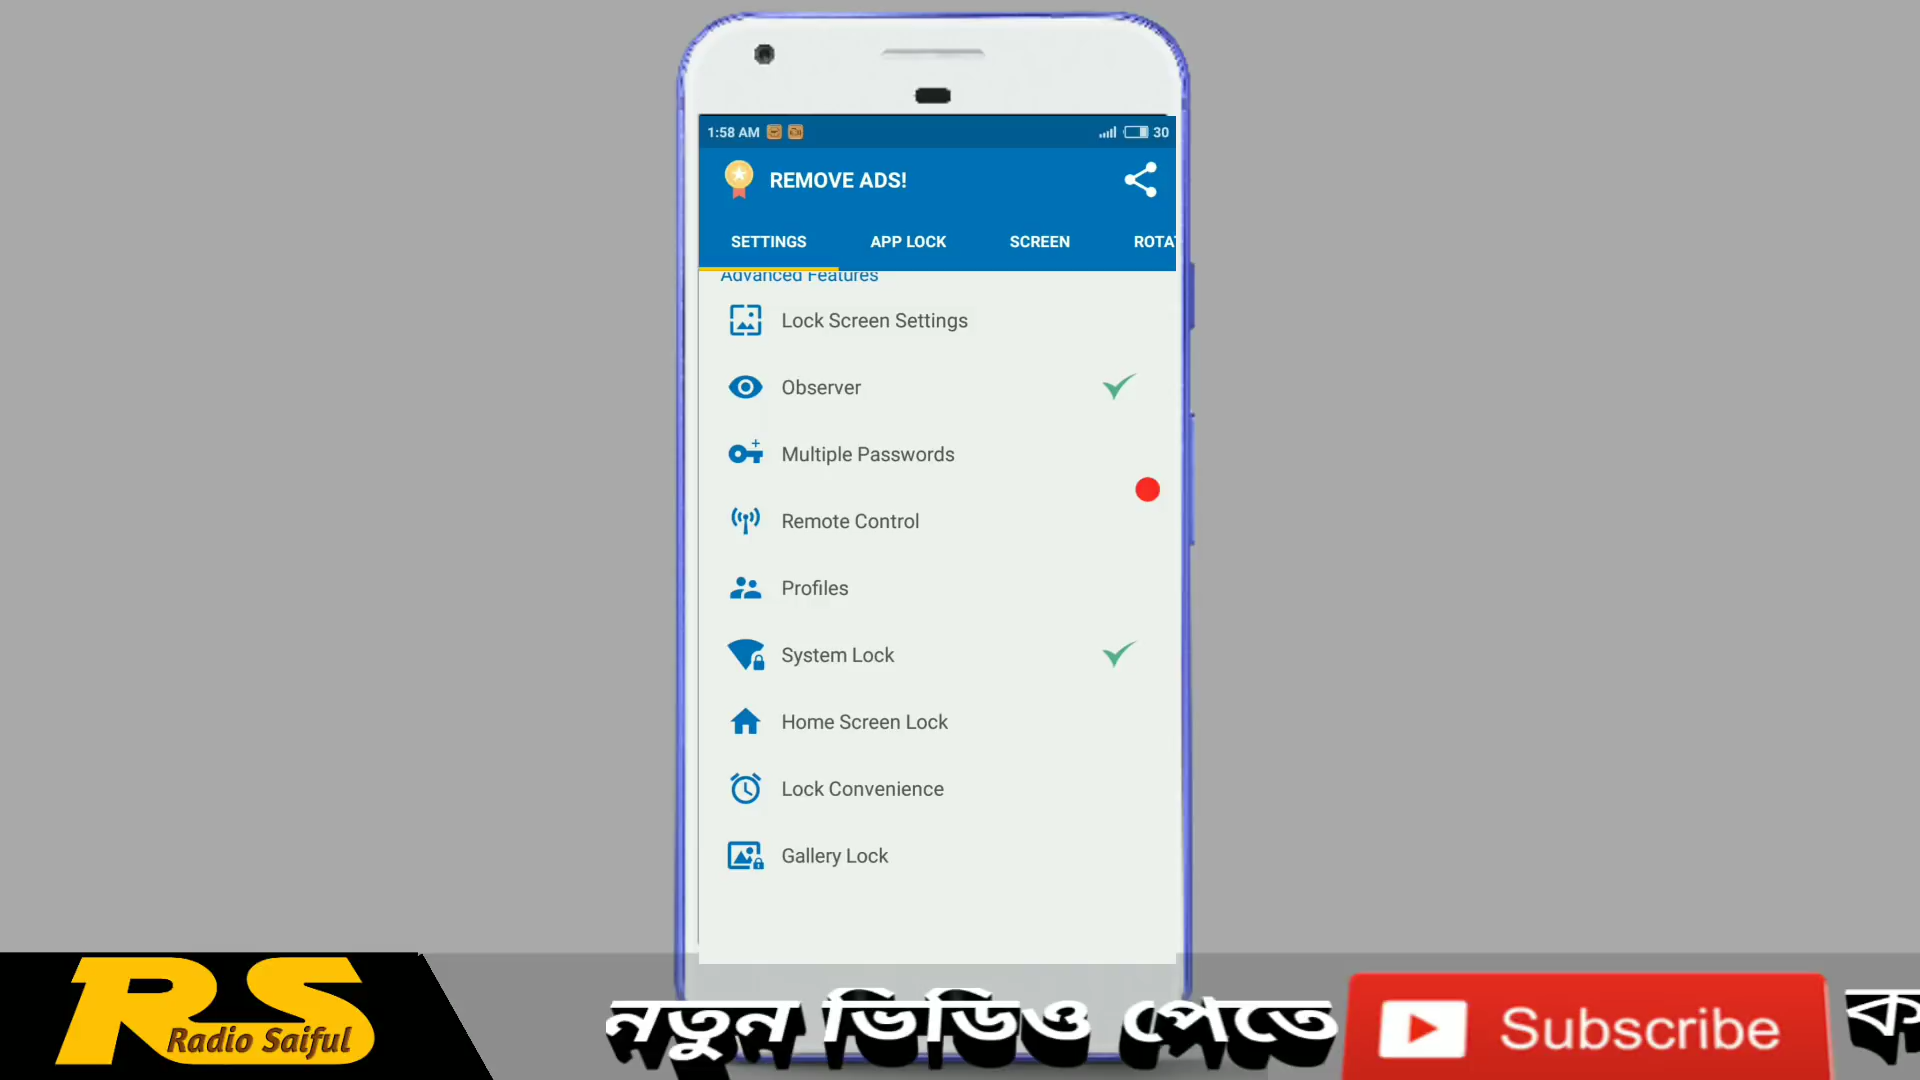 1:58 AM 30
REMOVE ADS!
SETTINGS APP LOCK SCREEN ROTA
Advanced Features
Lock Screen Settings
Observer
Multiple Passwords
Remote Control
Profiles
System Lock
Home Screen Lock
Lock Convenience
Gallery Lock
RS
Radio Saiful
নতুন ভিডিও পেতে Subscribe ক